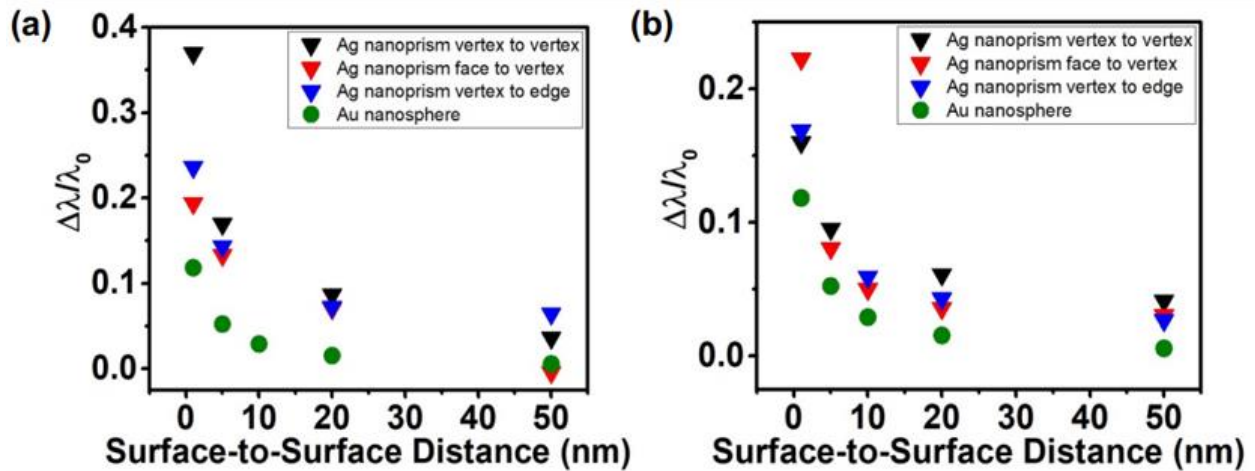 (a)
0.4
0.3
0.2
0.1
0.0
Δλ/λ₀
Ag nanoprism vertex to vertex
Ag nanoprism face to vertex
Ag nanoprism vertex to edge
Au nanosphere
0 10 20 30 40 50
Surface-to-Surface Distance (nm)
(b)
0.2
0.1
0.0
Δλ/λ₀
Ag nanoprism vertex to vertex
Ag nanoprism face to vertex
Ag nanoprism vertex to edge
Au nanosphere
0 10 20 30 40 50
Surface-to-Surface Distance (nm)